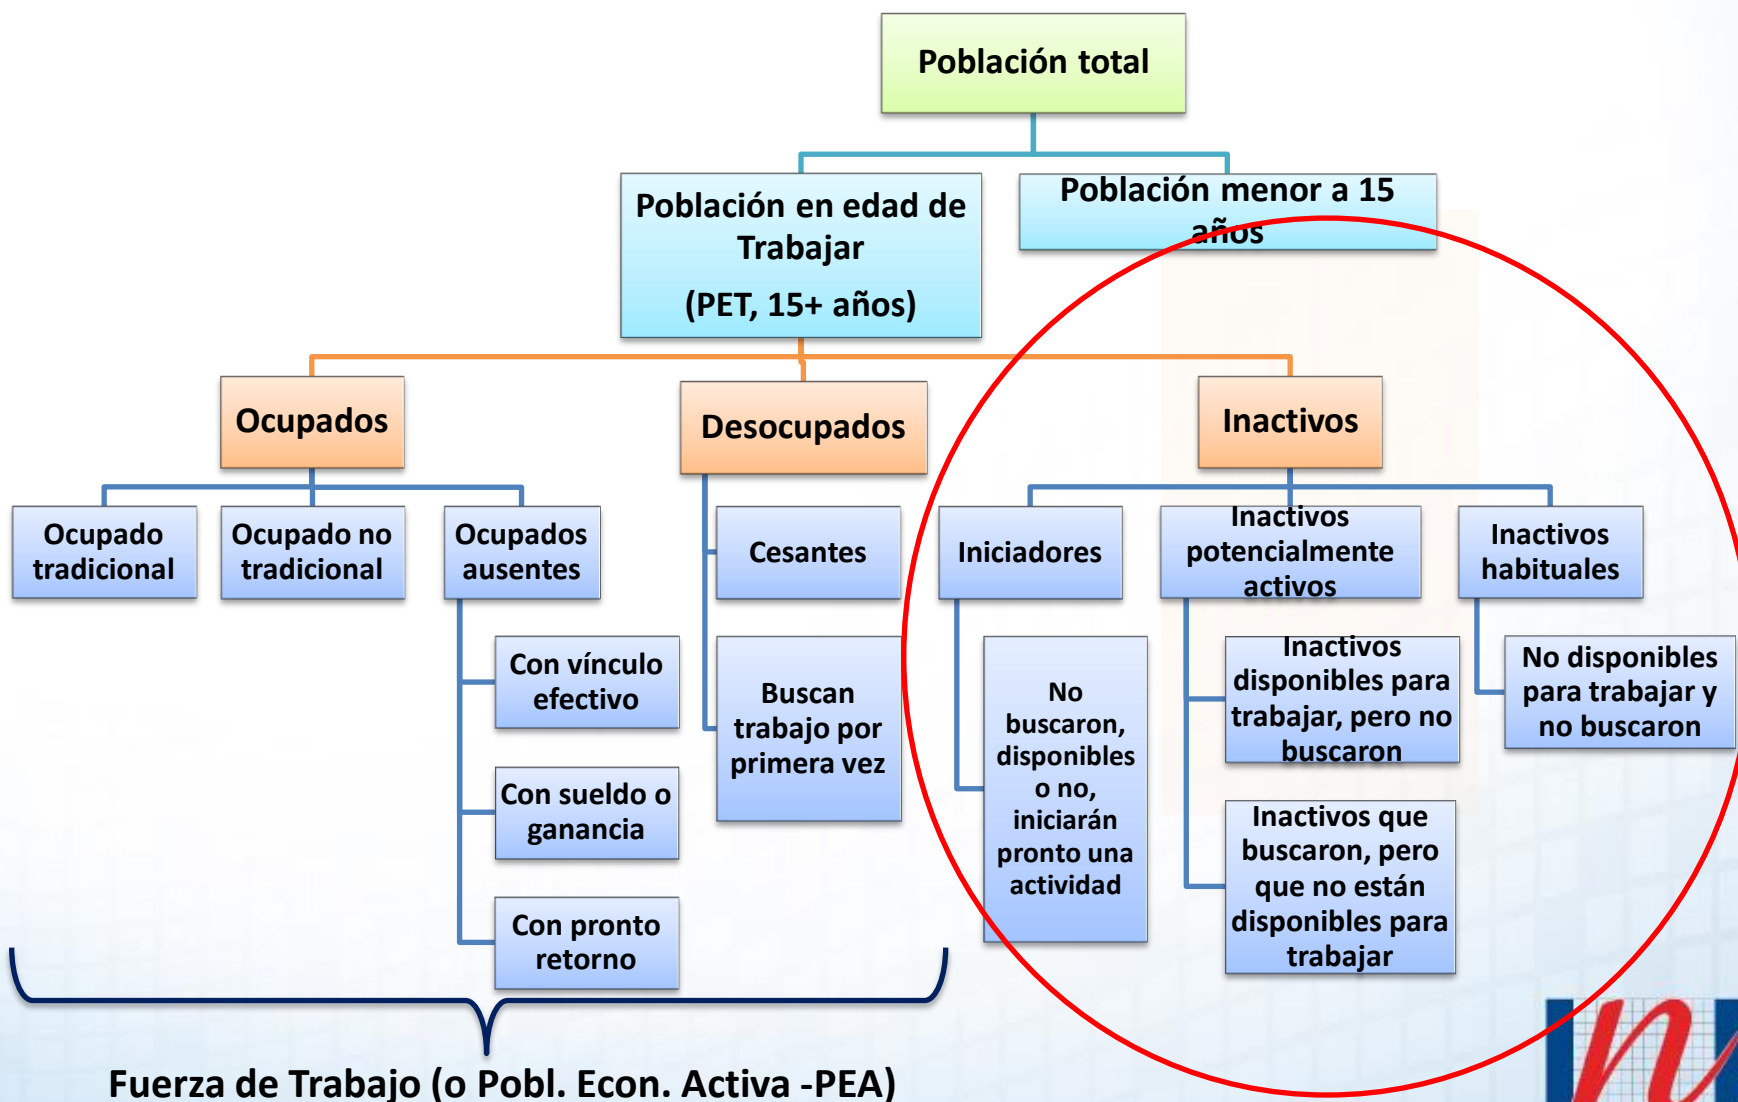 Población total
Población en edad de
Trabajar
(PET, 15+ años)
Población menor a 15
años
Ocupados
Desocupados
Inactivos
Ocupado
tradicional
Ocupado no
tradicional
Ocupados
ausentes
Con vínculo
efectivo
Con sueldo o
ganancia
Con pronto
retorno
Cesantes
Buscan
trabajo por
primera vez
Iniciadores
No
buscaron,
disponibles
o no,
iniciarán
pronto una
actividad
Inactivos
potencialmente
activos
Inactivos
disponibles para
trabajar, pero no
buscaron
Inactivos que
buscaron, pero
que no están
disponibles para
trabajar
Inactivos
habituales
No disponibles
para trabajar y
no buscaron
Fuerza de Trabajo (o Pobl. Econ. Activa -PEA)
n